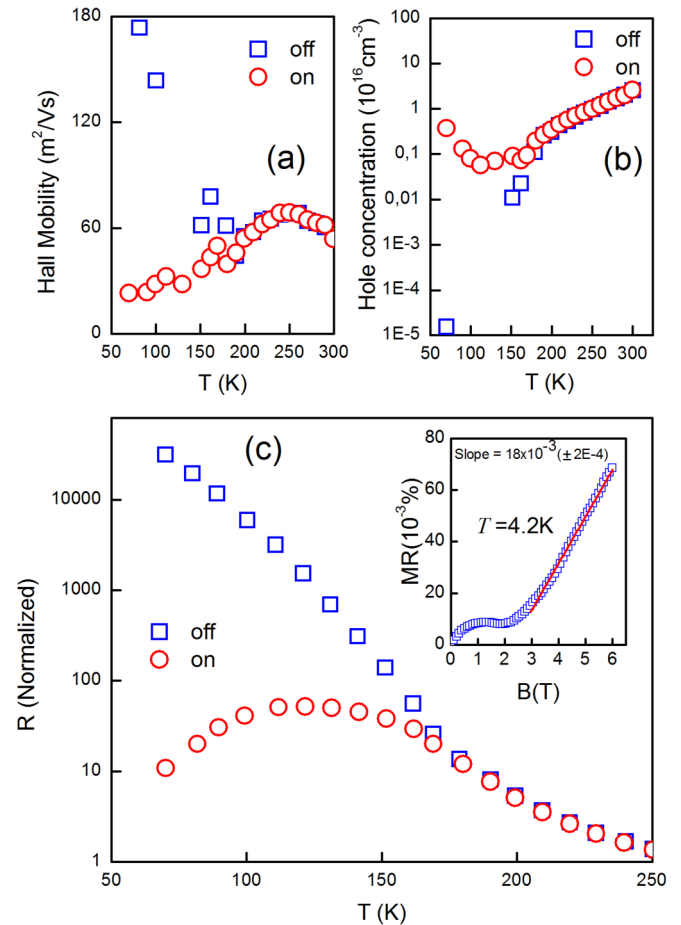 180
120
60
0
off
on
(a)
Hall Mobility (m²/Vs)
50 100 150 200 250 300
T (K)
10
1
0,1
0,01
1E-3
1E-4
1E-5
off
on
(b)
Hole concentration (10¹⁶cm⁻³)
50 100 150 200 250 300
T (K)
(c)
10000
1000
100
10
1
R (Normalized)
off
on
50 100 150 200 250
T (K)
80
60
40
20
0
Slope = 18x10⁻³(±2E-4)
T =4.2K
MR(10⁻³%)
0 1 2 3 4 5 6
B(T)